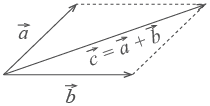 a⃗
c⃗ = a⃗ + b⃗
b⃗